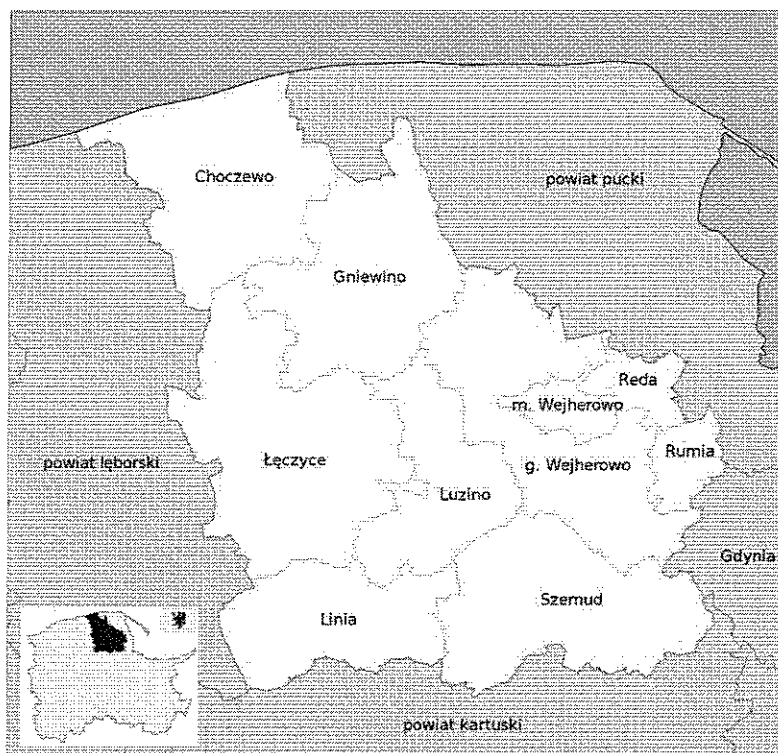 Choczewo
powiat pucki
Gniewino
Reda
m. Wejherowo
Rumia
g. Wejherowo
powiat lęborski
Łęczyce
Luzino
Gdynia
Szemud
Linia
powiat kartuski